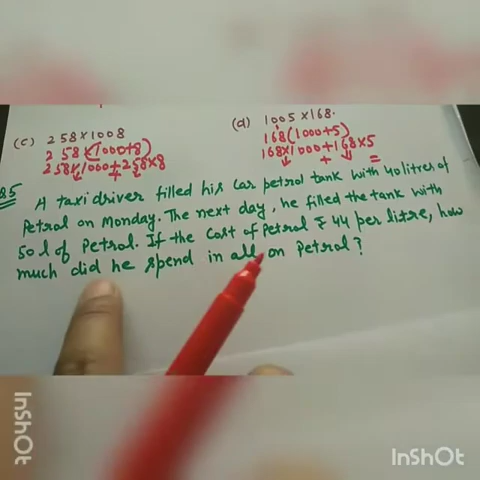 (c) 258×1008
258×(1000+8)
258×1000+258×8
(d) 1005×168.
168(1000+5)
168×1000+168×5
Q5 A taxi driver filled his car petrol tank with 40 litres of
Petrol on Monday. The next day, he filled the tank with
50 l of Petrol. If the Cost of Petrol ₹ 44 per litre, how
much did he spend in all on Petrol?
InShOt
InShOt